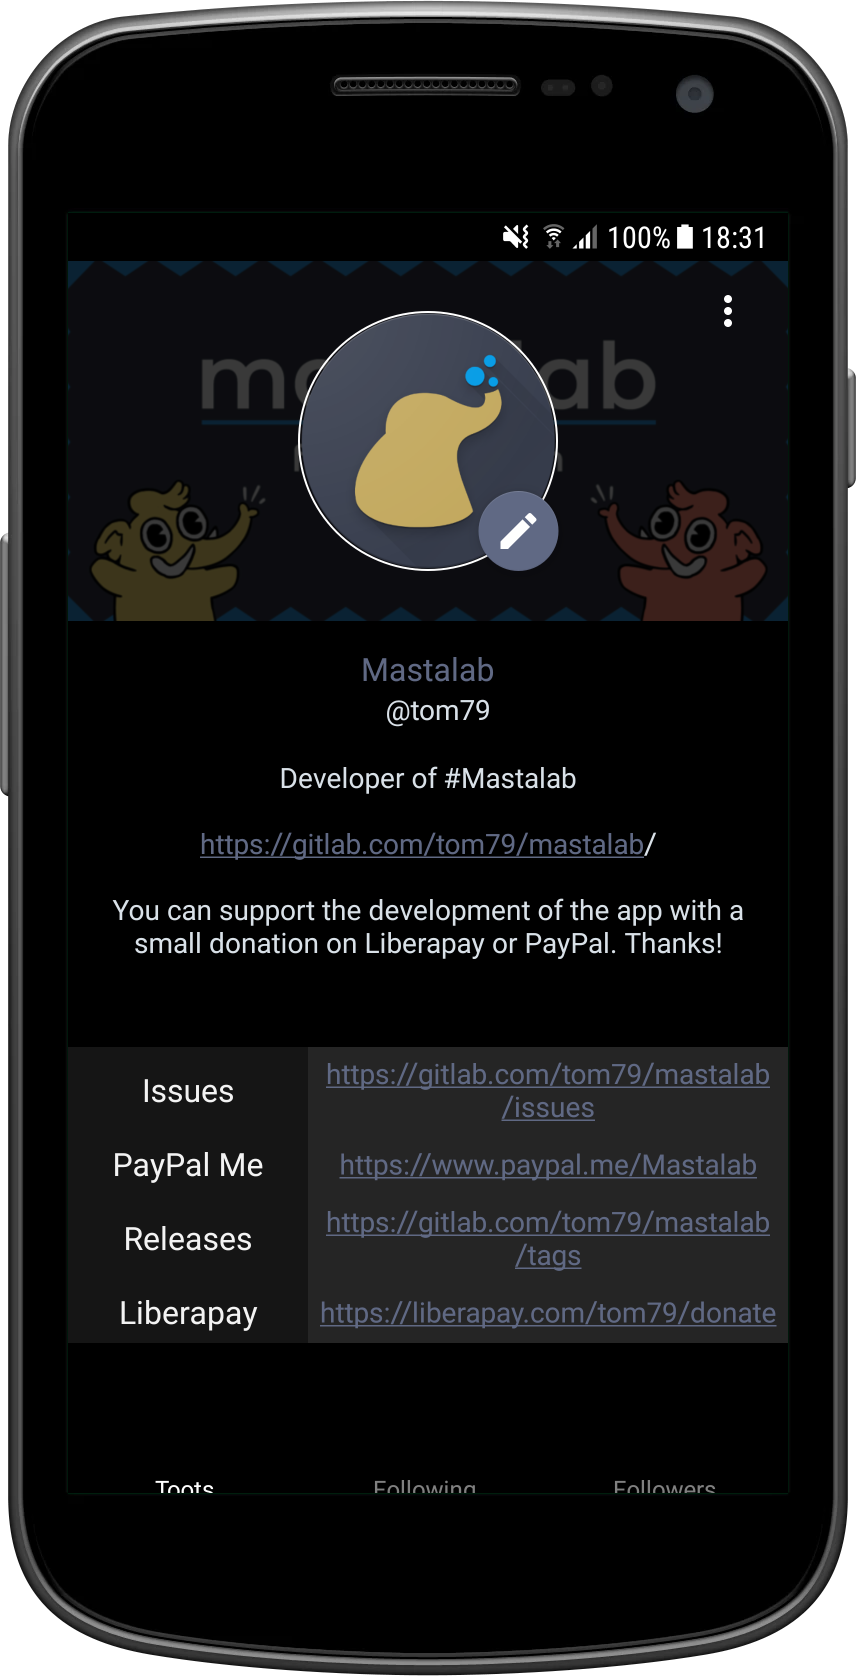 100% 18:31
Mastalab
@tom79
Developer of #Mastalab
https://gitlab.com/tom79/mastalab/
You can support the development of the app with a
small donation on Liberapay or PayPal. Thanks!
Issues
https://gitlab.com/tom79/mastalab
/issues
PayPal Me
https://www.paypal.me/Mastalab
Releases
https://gitlab.com/tom79/mastalab
/tags
Liberapay
https://liberapay.com/tom79/donate
Toots Following Followers